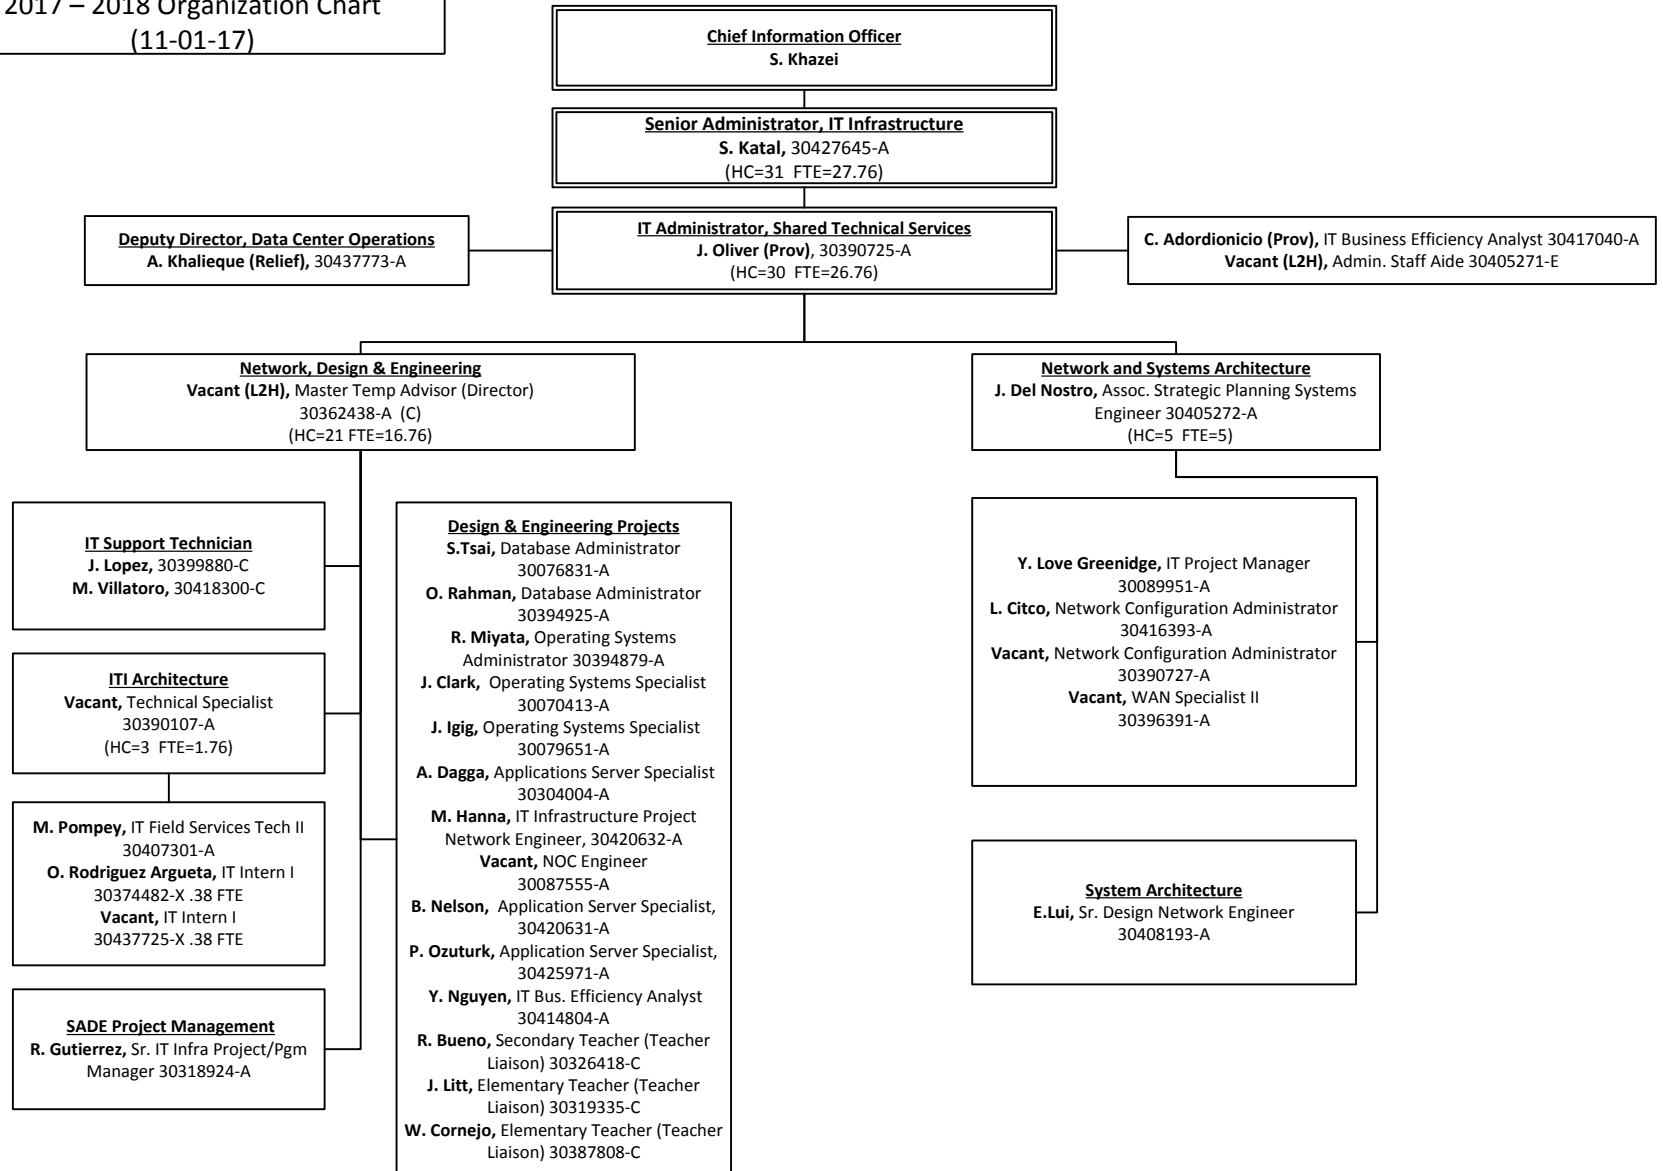 2017 – 2018 Organization Chart
(11-01-17)
Chief Information Officer
S. Khazei
Senior Administrator, IT Infrastructure
S. Katal, 30427645-A
(HC=31 FTE=27.76)
Deputy Director, Data Center Operations
A. Khalieque (Relief), 30437773-A
IT Administrator, Shared Technical Services
J. Oliver (Prov), 30390725-A
(HC=30 FTE=26.76)
C. Adordionicio (Prov), IT Business Efficiency Analyst 30417040-A
Vacant (L2H), Admin. Staff Aide 30405271-E
Network, Design & Engineering
Vacant (L2H), Master Temp Advisor (Director)
30362438-A (C)
(HC=21 FTE=16.76)
Network and Systems Architecture
J. Del Nostro, Assoc. Strategic Planning Systems
Engineer 30405272-A
(HC=5 FTE=5)
IT Support Technician
J. Lopez, 30399880-C
M. Villatoro, 30418300-C
ITI Architecture
Vacant, Technical Specialist
30390107-A
(HC=3 FTE=1.76)
M. Pompey, IT Field Services Tech II
30407301-A
O. Rodriguez Argueta, IT Intern I
30374482-X .38 FTE
Vacant, IT Intern I
30437725-X .38 FTE
SADE Project Management
R. Gutierrez, Sr. IT Infra Project/Pgm
Manager 30318924-A
Design & Engineering Projects
S.Tsai, Database Administrator
30076831-A
O. Rahman, Database Administrator
30394925-A
R. Miyata, Operating Systems
Administrator 30394879-A
J. Clark, Operating Systems Specialist
30070413-A
J. Igig, Operating Systems Specialist
30079651-A
A. Dagga, Applications Server Specialist
30304004-A
M. Hanna, IT Infrastructure Project
Network Engineer, 30420632-A
Vacant, NOC Engineer
30087555-A
B. Nelson, Application Server Specialist,
30420631-A
P. Ozuturk, Application Server Specialist,
30425971-A
Y. Nguyen, IT Bus. Efficiency Analyst
30414804-A
R. Bueno, Secondary Teacher (Teacher
Liaison) 30326418-C
J. Litt, Elementary Teacher (Teacher
Liaison) 30319335-C
W. Cornejo, Elementary Teacher (Teacher
Liaison) 30387808-C
Y. Love Greenidge, IT Project Manager
30089951-A
L. Citco, Network Configuration Administrator
30416393-A
Vacant, Network Configuration Administrator
30390727-A
Vacant, WAN Specialist II
30396391-A
System Architecture
E.Lui, Sr. Design Network Engineer
30408193-A